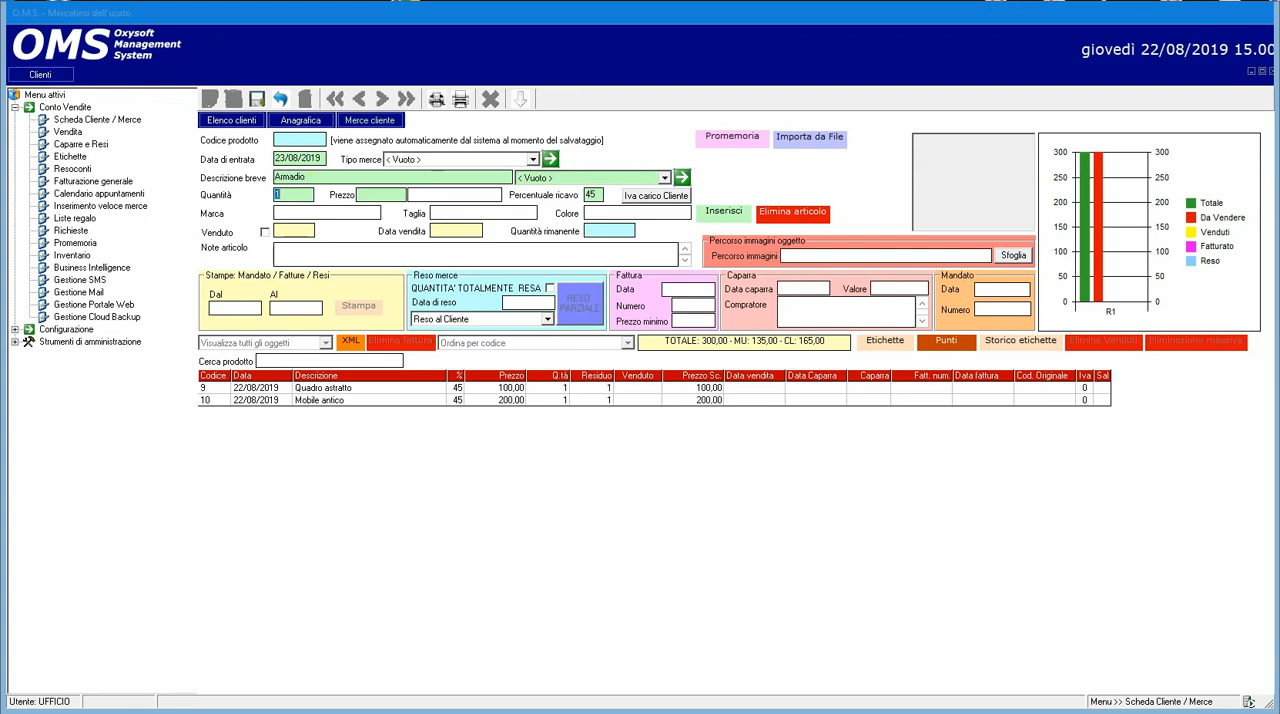 O.M.S. - Mercatino dell'usato
OMS Oxysoft Management System
giovedì 22/08/2019 15.00
Clienti
Menu attivi
Conto Vendite
Scheda Cliente / Merce
Vendita
Caparre e Resi
Etichette
Resoconti
Fatturazione generale
Calendario appuntamenti
Inserimento veloce merce
Liste regalo
Richieste
Promemoria
Inventario
Business Intelligence
Gestione SMS
Gestione Mail
Gestione Portale Web
Gestione Cloud Backup
Configurazione
Strumenti di amministrazione
Elenco clienti Anagrafica Merce cliente
Codice prodotto [viene assegnato automaticamente dal sistema al momento del salvataggio]
Promemoria Importa da File
Data di entrata 23/08/2019 Tipo merce < Vuoto >
Descrizione breve Armadio < Vuoto >
Quantità 1 Prezzo Percentuale ricavo 45 Iva carico Cliente
Marca Taglia Colore Inserisci Elimina articolo
Venduto Data vendita Quantità rimanente
Note articolo
Percorso immagini oggetto
Percorso immagini Sfoglia
300 300
250 250
200 200
150 150
100 100
50 50
0 0
R1
Totale
Da Vendere
Venduti
Fatturato
Reso
Stampe: Mandato / Fatture / Resi
Dal Al
Stampa
Reso merce
QUANTITA' TOTALMENTE RESA
Data di reso
Reso al Cliente
RESO PARZIALE
Fattura
Data
Numero
Prezzo minimo
Caparra
Data caparra Valore
Compratore
Mandato
Data
Numero
Visualizza tutti gli oggetti XML Elimina fattura Ordina per codice TOTALE: 300,00 - MU: 135,00 - CL: 165,00 Etichette Punti Storico etichette Elimina Venduti Eliminazione massiva
Cerca prodotto
Codice Data Descrizione % Prezzo Q.tà Residuo Venduto Prezzo Sc. Data vendita Data Caparra Caparra Fatt. num. Data fattura Cod. Originale Iva Sal
9 22/08/2019 Quadro astratto 45 100,00 1 1 100,00 0
10 22/08/2019 Mobile antico 45 200,00 1 1 200,00 0
Utente: UFFICIO
Menu >> Scheda Cliente / Merce